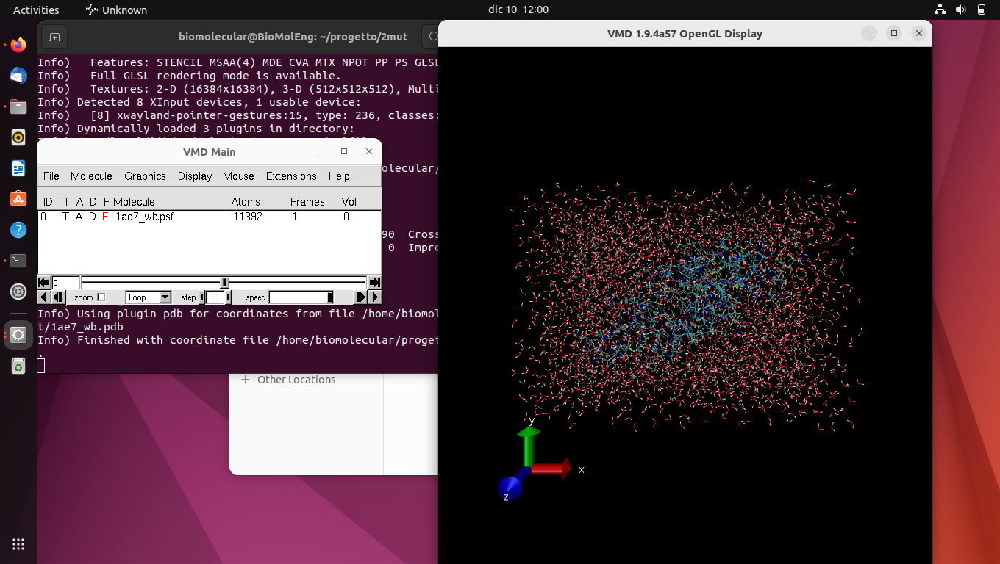 Activities
Unknown
dic 10 12:00
biomolecular@BioMolEng: ~/progetto/2mut
VMD 1.9.4a57 OpenGL Display
Info)   Features: STENCIL MSAA(4) MDE CVA MTX NPOT PP PS GLSL
Info)   Full GLSL rendering mode is available.
Info)   Textures: 2-D (16384x16384), 3-D (512x512x512), Multi
Info) Detected 8 XInput devices, 1 usable device:
Info)   [8] xwayland-pointer-gestures:15, type: 236, classes:
Info) Dynamically loaded 3 plugins in directory:
VMD Main
olecular/
File Molecule Graphics Display Mouse Extensions Help
ID T A D F Molecule Atoms Frames Vol
0 T A D F 1ae7_wb.psf 11392 1 0
90 Cross
0 Impro
0
zoom Loop step 1 speed
Info) Using plugin pdb for coordinates from file /home/biomol
t/1ae7_wb.pdb
Info) Finished with coordinate file /home/biomolecular/proget
.
Other Locations
y
x
z